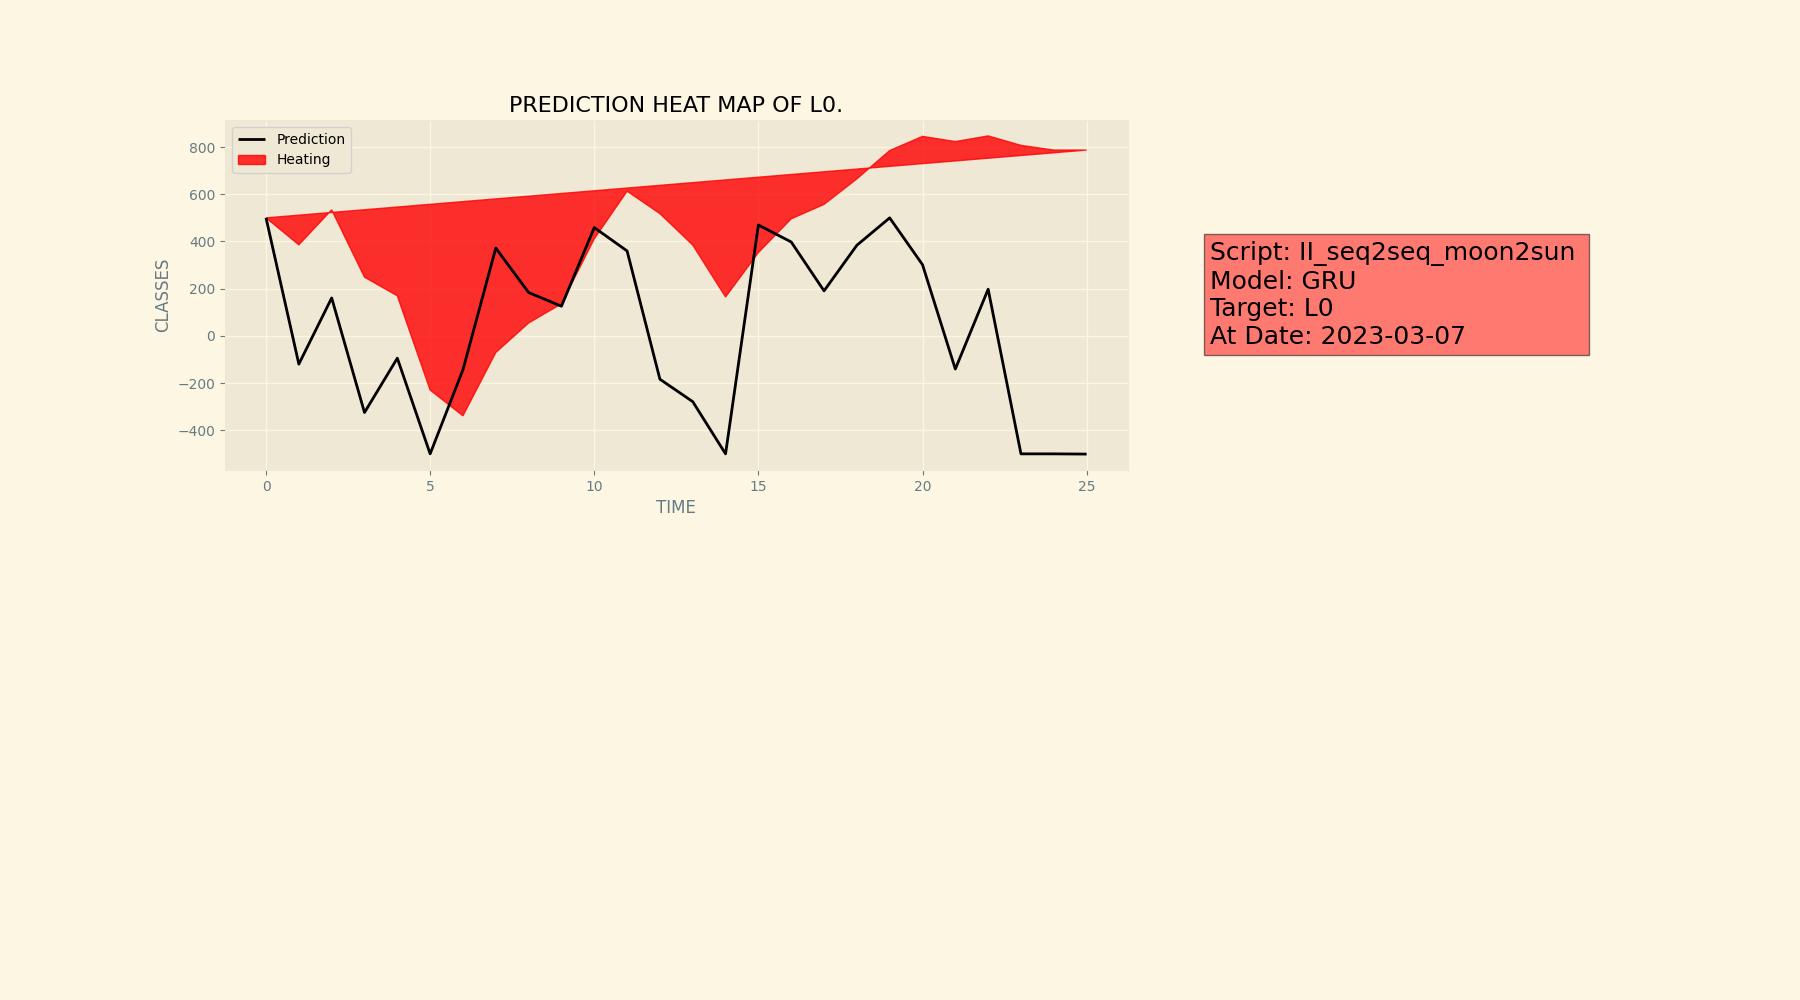 PREDICTION HEAT MAP OF L0.
Prediction
Heating
800
600
400
200
0
−200
−400
CLASSES
0 5 10 15 20 25
TIME
Script: II_seq2seq_moon2sun
Model: GRU
Target: L0
At Date: 2023-03-07